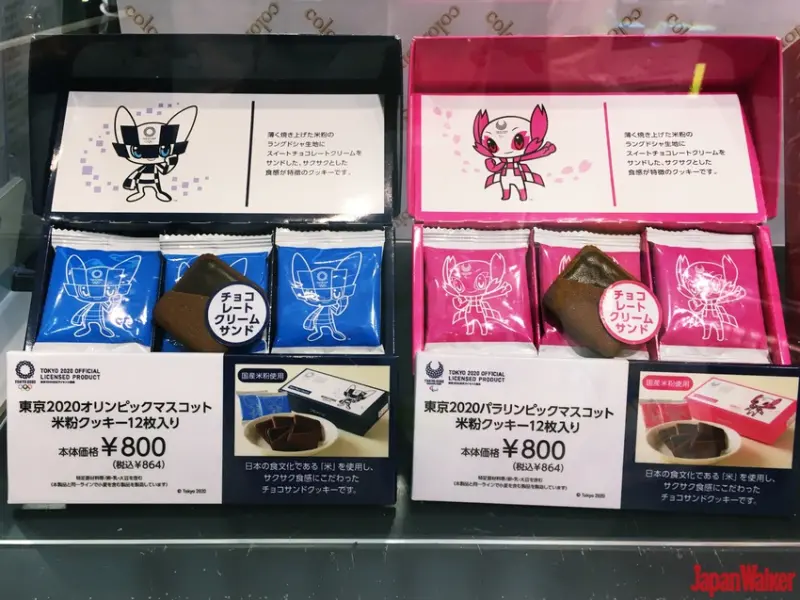 薄く焼き上げた米粉の
ラングドシャ生地に
スイートチョコレートクリームを
サンドした、サクサクとした
食感が特徴のクッキーです。
薄く焼き上げた米粉の
ラングドシャ生地に
スイートチョコレートクリームを
サンドした、サクサクとした
食感が特徴のクッキーです。
チョコ
レート
クリーム
サンド
チョコ
レート
クリーム
サンド
TOKYO 2020 OFFICIAL
LICENSED PRODUCT
東京2020オリンピックマスコット
米粉クッキー12枚入り
本体価格 ¥800
(税込¥864)
© Tokyo 2020
国産米粉使用
日本の食文化である「米」を使用し、
サクサク食感にこだわった
チョコサンドクッキーです。
TOKYO 2020 OFFICIAL
LICENSED PRODUCT
東京2020パラリンピックマスコット
米粉クッキー12枚入り
本体価格 ¥800
(税込¥864)
© Tokyo 2020
国産米粉使用
日本の食文化である「米」を使用し、
サクサク食感にこだわった
チョコサンドクッキーです。
JapanWalker